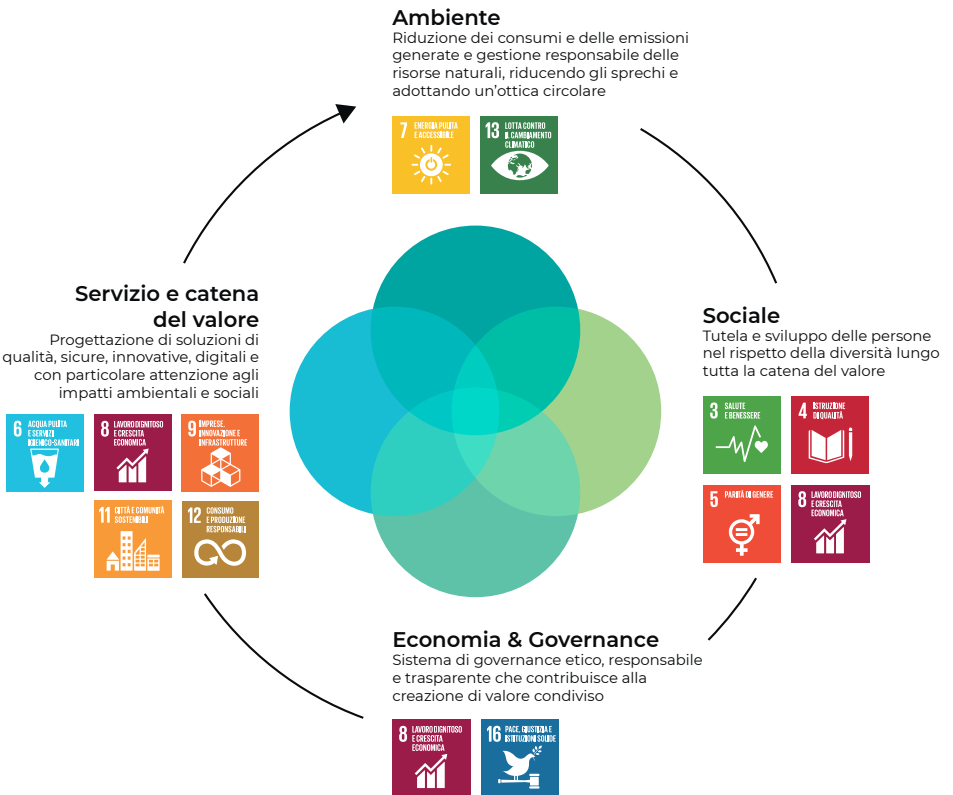 Ambiente
Riduzione dei consumi e delle emissioni
generate e gestione responsabile delle
risorse naturali, riducendo gli sprechi e
adottando un’ottica circolare
7 ENERGIA PULITA
E ACCESSIBILE
13 LOTTA CONTRO
IL CAMBIAMENTO
CLIMATICO
Sociale
Tutela e sviluppo delle persone
nel rispetto della diversità lungo
tutta la catena del valore
3 SALUTE
E BENESSERE
4 ISTRUZIONE
DI QUALITÀ
5 PARITÀ DI GENERE
8 LAVORO DIGNITOSO
E CRESCITA
ECONOMICA
Economia & Governance
Sistema di governance etico, responsabile
e trasparente che contribuisce alla
creazione di valore condiviso
8 LAVORO DIGNITOSO
E CRESCITA
ECONOMICA
16 PACE, GIUSTIZIA E
ISTITUZIONI SOLIDE
Servizio e catena
del valore
Progettazione di soluzioni di
qualità, sicure, innovative, digitali e
con particolare attenzione agli
impatti ambientali e sociali
6 ACQUA PULITA
E SERVIZI
IGIENICO-SANITARI
8 LAVORO DIGNITOSO
E CRESCITA
ECONOMICA
9 IMPRESE,
INNOVAZIONE E
INFRASTRUTTURE
11 CITTÀ E COMUNITÀ
SOSTENIBILI
12 CONSUMO
E PRODUZIONE
RESPONSABILI